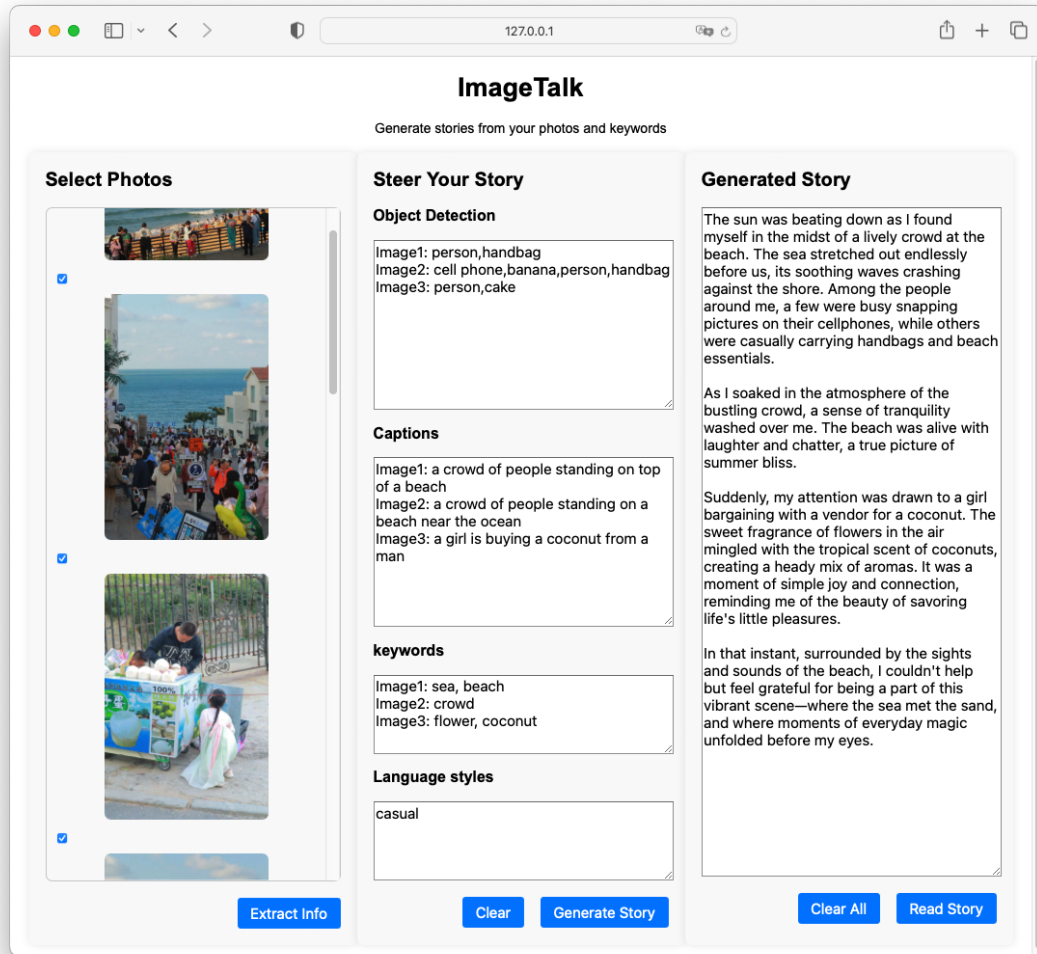 127.0.0.1
ImageTalk
Generate stories from your photos and keywords
Select Photos
100%
Extract Info
Steer Your Story
Object Detection
Image1: person,handbag
Image2: cell phone,banana,person,handbag
Image3: person,cake
Captions
Image1: a crowd of people standing on top
of a beach
Image2: a crowd of people standing on a
beach near the ocean
Image3: a girl is buying a coconut from a
man
keywords
Image1: sea, beach
Image2: crowd
Image3: flower, coconut
Language styles
casual
Clear
Generate Story
Generated Story
The sun was beating down as I found
myself in the midst of a lively crowd at the
beach. The sea stretched out endlessly
before us, its soothing waves crashing
against the shore. Among the people
around me, a few were busy snapping
pictures on their cellphones, while others
were casually carrying handbags and beach
essentials.
As I soaked in the atmosphere of the
bustling crowd, a sense of tranquility
washed over me. The beach was alive with
laughter and chatter, a true picture of
summer bliss.
Suddenly, my attention was drawn to a girl
bargaining with a vendor for a coconut. The
sweet fragrance of flowers in the air
mingled with the tropical scent of coconuts,
creating a heady mix of aromas. It was a
moment of simple joy and connection,
reminding me of the beauty of savoring
life's little pleasures.
In that instant, surrounded by the sights
and sounds of the beach, I couldn't help
but feel grateful for being a part of this
vibrant scene—where the sea met the sand,
and where moments of everyday magic
unfolded before my eyes.
Clear All
Read Story